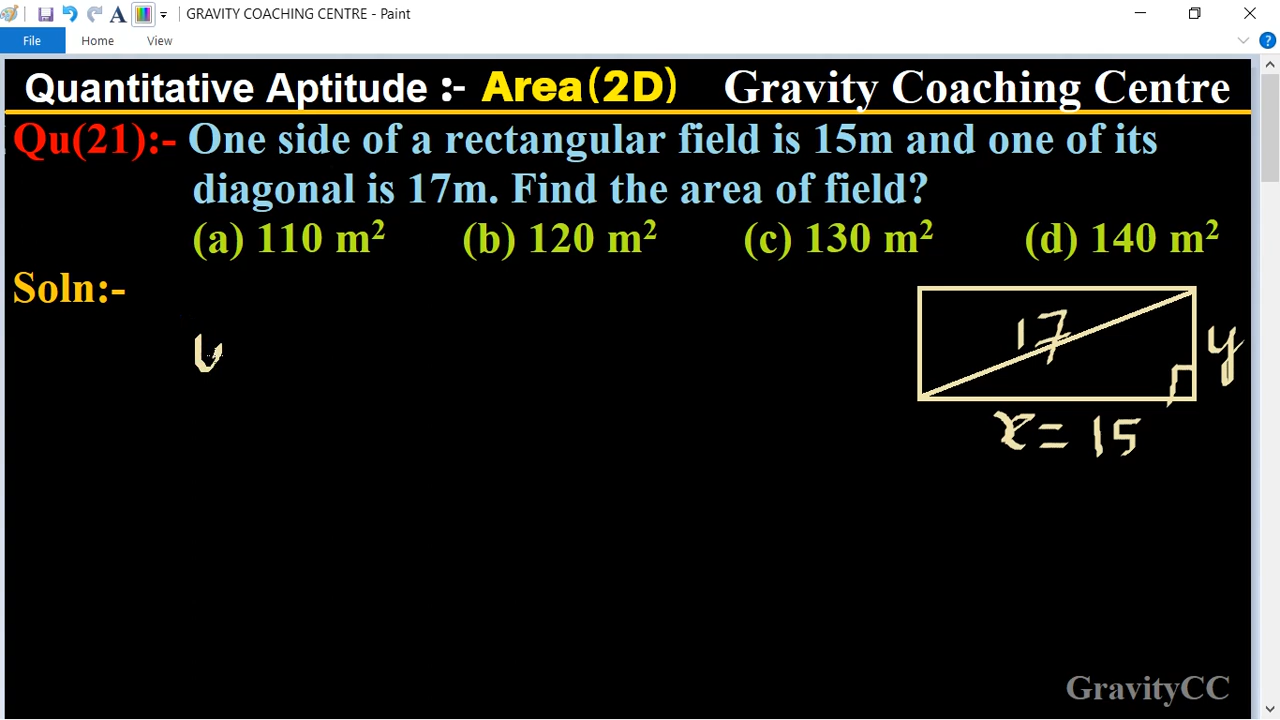 GRAVITY COACHING CENTRE - Paint
File Home View
Quantitative Aptitude :- Area(2D) Gravity Coaching Centre
Qu(21):- One side of a rectangular field is 15m and one of its
diagonal is 17m. Find the area of field?
(a) 110 m² (b) 120 m² (c) 130 m² (d) 140 m²
Soln:-
17
y
x = 15
GravityCC